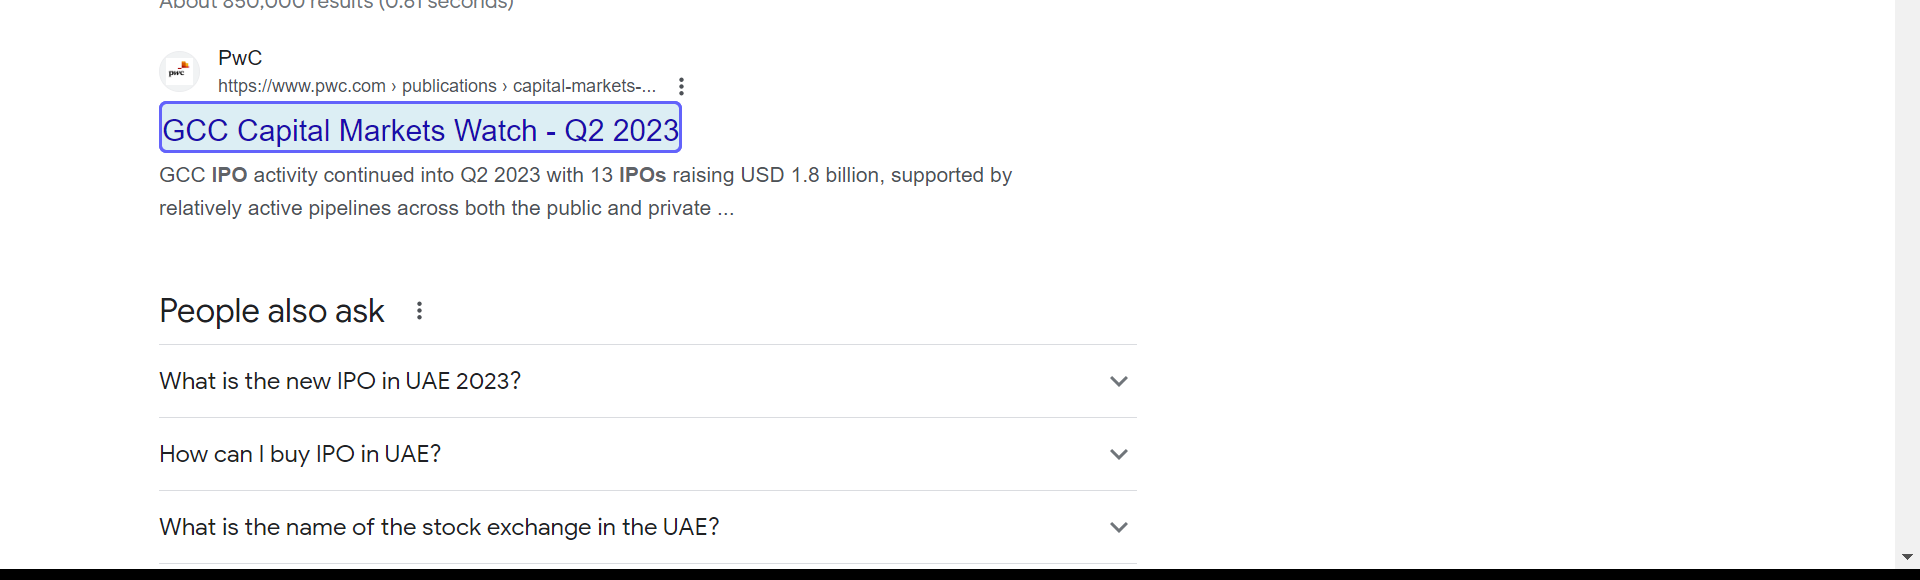 About 850,000 results (0.81 seconds)
PwC
pwc
https://www.pwc.com › publications › capital-markets-...
GCC Capital Markets Watch - Q2 2023
GCC IPO activity continued into Q2 2023 with 13 IPOs raising USD 1.8 billion, supported by
relatively active pipelines across both the public and private ...
People also ask
What is the new IPO in UAE 2023?
How can I buy IPO in UAE?
What is the name of the stock exchange in the UAE?